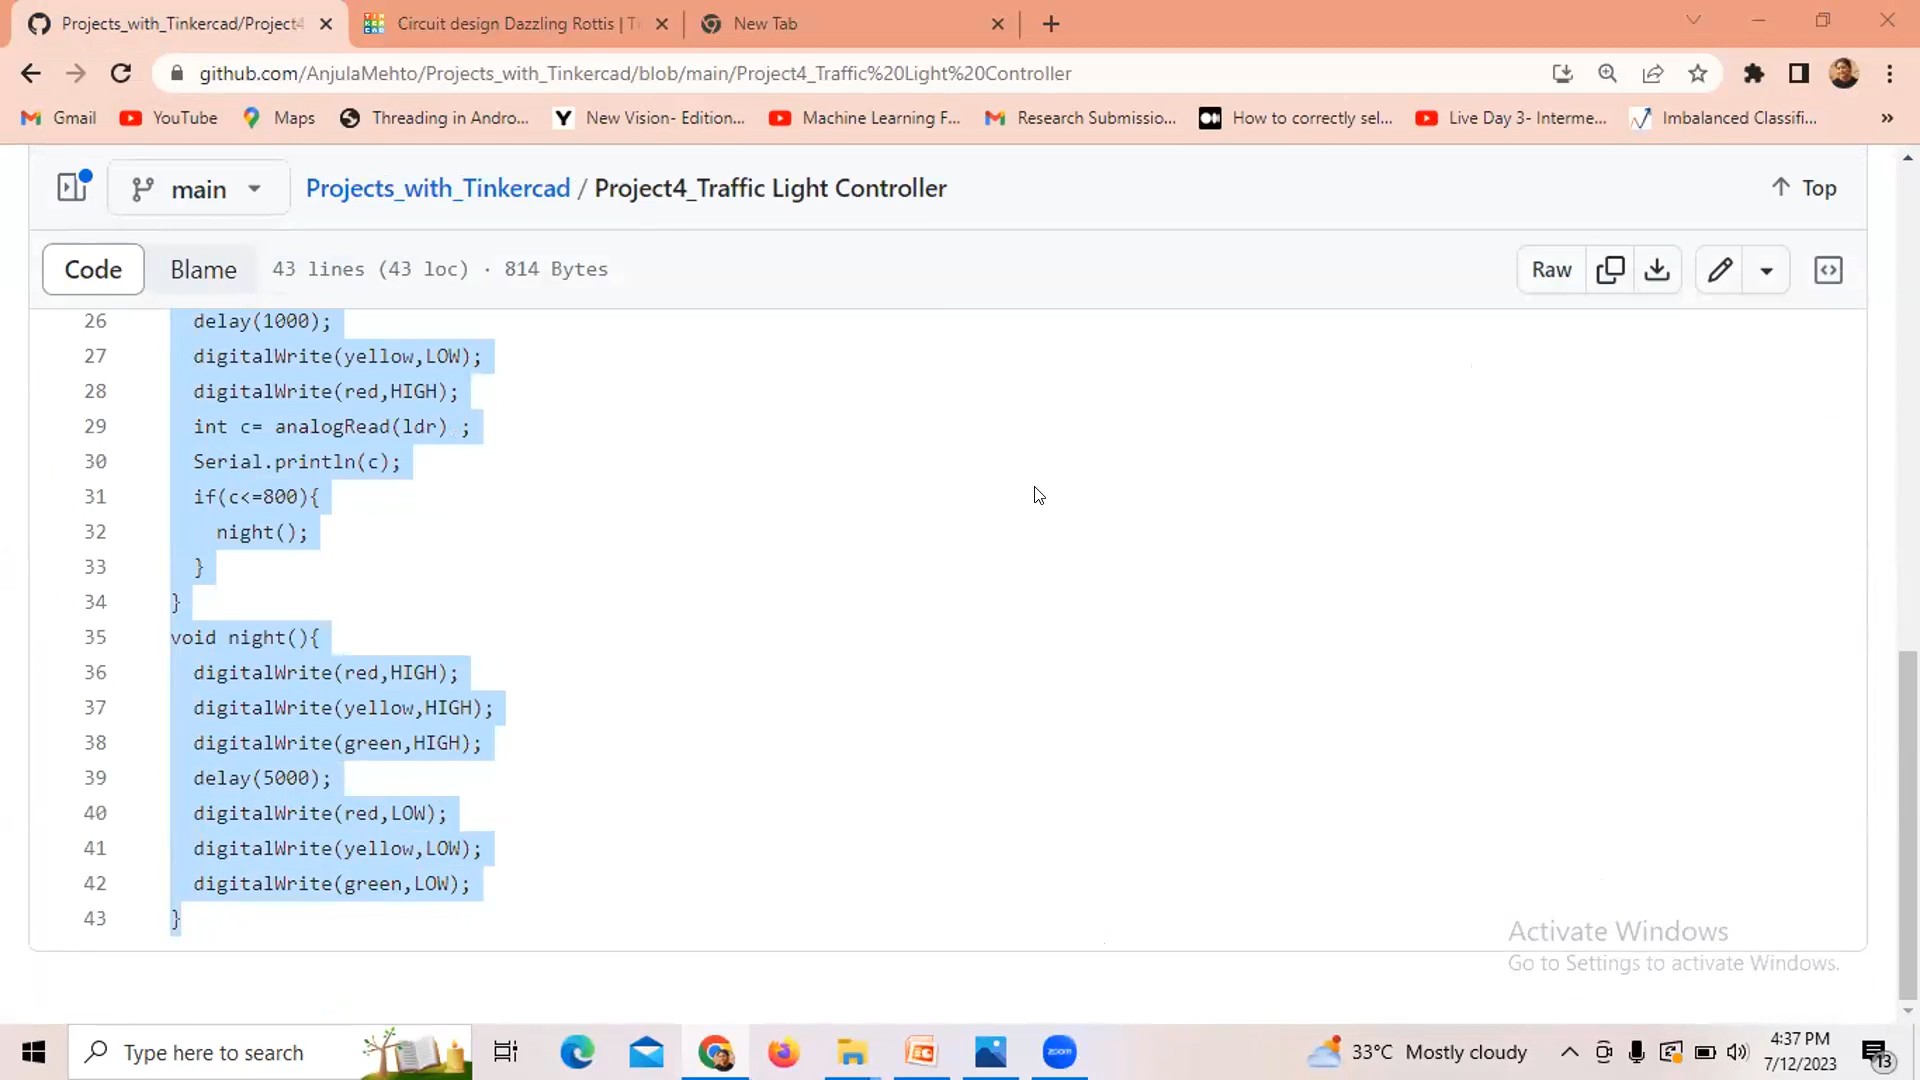 Projects_with_Tinkercad/Project4
Circuit design Dazzling Rottis | Ti
New Tab
github.com/AnjulaMehto/Projects_with_Tinkercad/blob/main/Project4_Traffic%20Light%20Controller
Gmail
YouTube
Maps
Threading in Andro...
New Vision- Edition...
Machine Learning F...
Research Submissio...
How to correctly sel...
Live Day 3- Interme...
Imbalanced Classifi...
»
main
Projects_with_Tinkercad / Project4_Traffic Light Controller
Top
Code
Blame
43 lines (43 loc) · 814 Bytes
Raw
26 delay(1000);
27 digitalWrite(yellow,LOW);
28 digitalWrite(red,HIGH);
29 int c= analogRead(ldr) ;
30 Serial.println(c);
31 if(c<=800){
32 night();
33 }
34 }
35 void night(){
36 digitalWrite(red,HIGH);
37 digitalWrite(yellow,HIGH);
38 digitalWrite(green,HIGH);
39 delay(5000);
40 digitalWrite(red,LOW);
41 digitalWrite(yellow,LOW);
42 digitalWrite(green,LOW);
43 }
Activate Windows
Go to Settings to activate Windows.
Type here to search
zoom
33°C Mostly cloudy
4:37 PM
7/12/2023
13